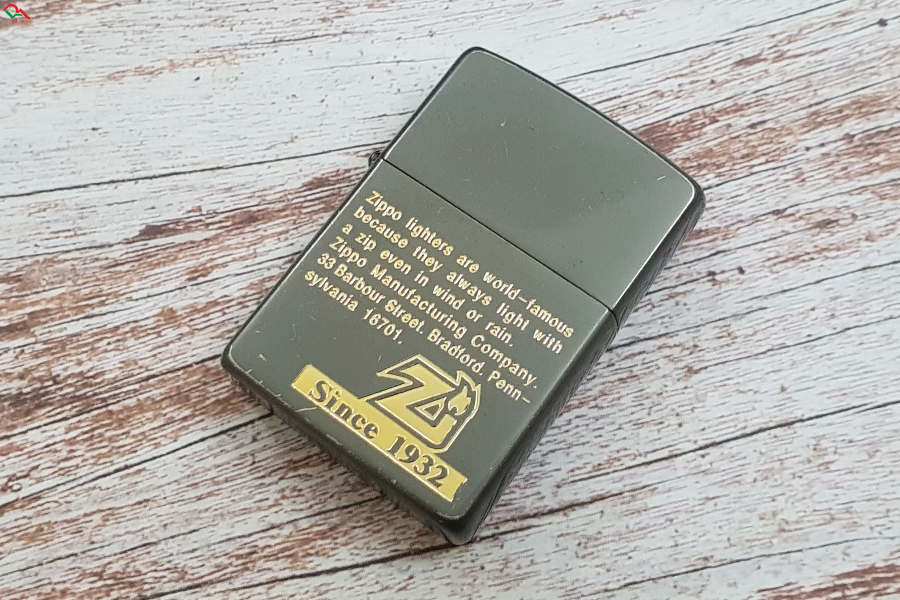 Zippo lighters are world-famous
because they always light with
a zip even in wind or rain.
Zippo Manufacturing Company.
33 Barbour Street. Bradford. Penn-
sylvania 16701.
Z
Since 1932